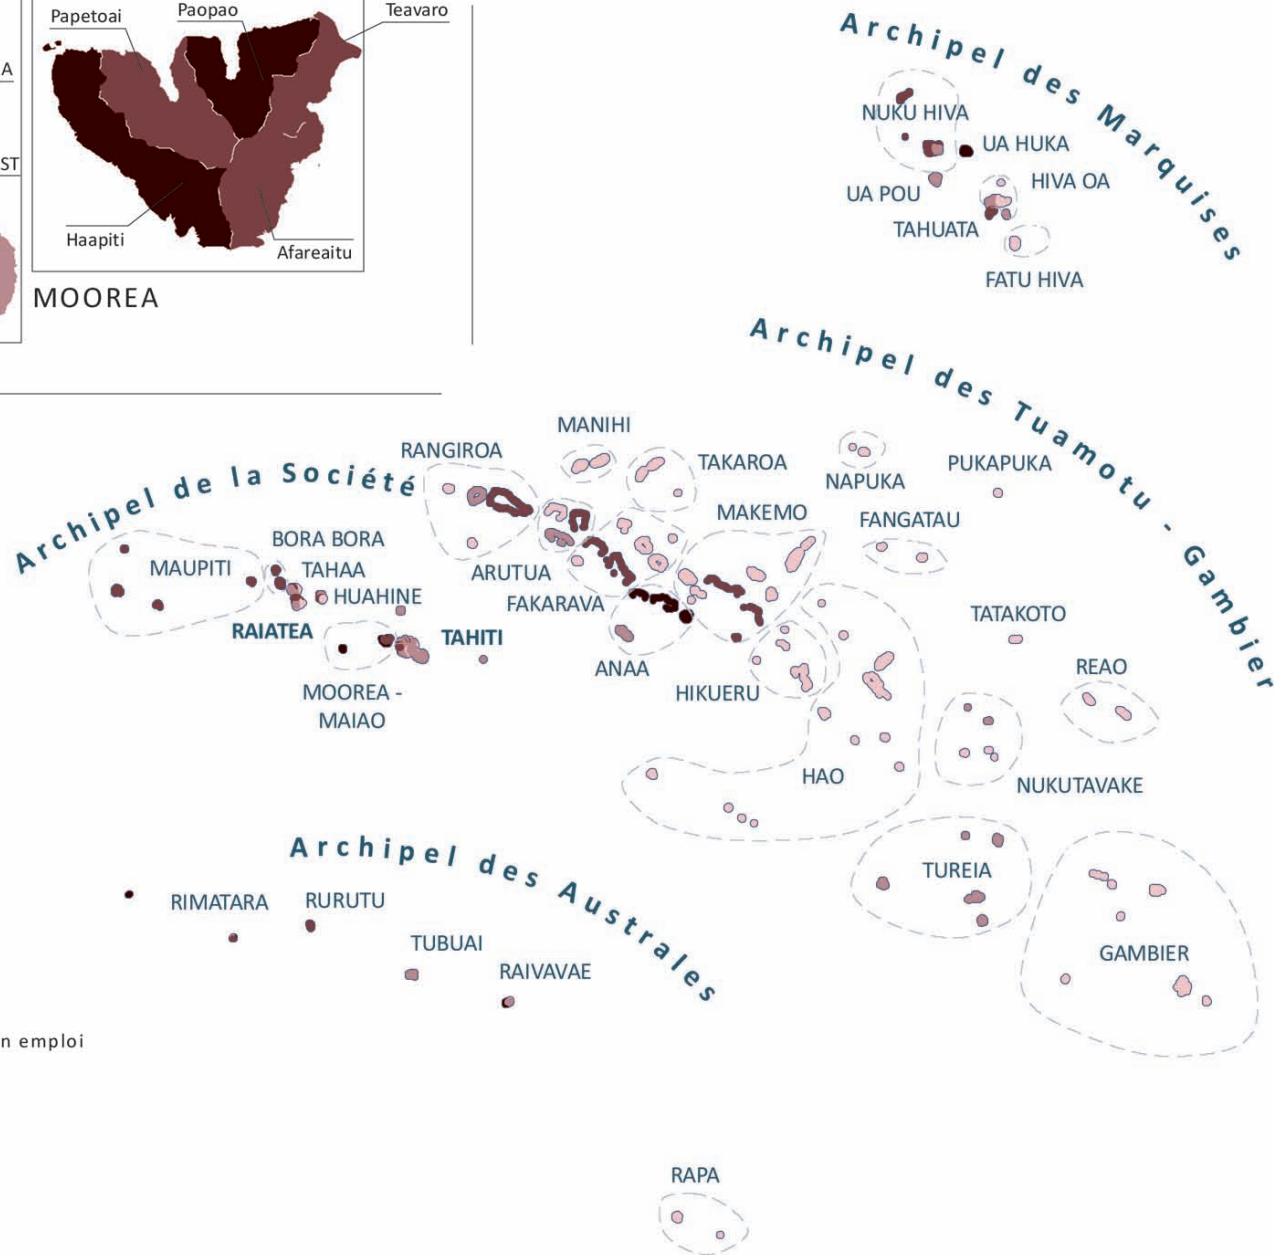 Papetoai
Paopao
Teavaro
A
ST
Haapiti
Afareaitu
MOOREA
Archipel des Marquises
NUKU HIVA
UA HUKA
HIVA OA
UA POU
TAHUATA
FATU HIVA
Archipel des Tuamotu - Gambier
MANIHI
RANGIROA
TAKAROA
NAPUKA
PUKAPUKA
MAKEMO
FANGATAU
Archipel de la Société
BORA BORA
MAUPITI
TAHAA
HUAHINE
RAIATEA
TAHITI
MOOREA -
MAIAO
ARUTUA
FAKARAVA
ANAA
HIKUERU
TATAKOTO
REAO
HAO
NUKUTAVAKE
TUREIA
GAMBIER
Archipel des Australes
RIMATARA
RURUTU
TUBUAI
RAIVAVAE
n emploi
RAPA